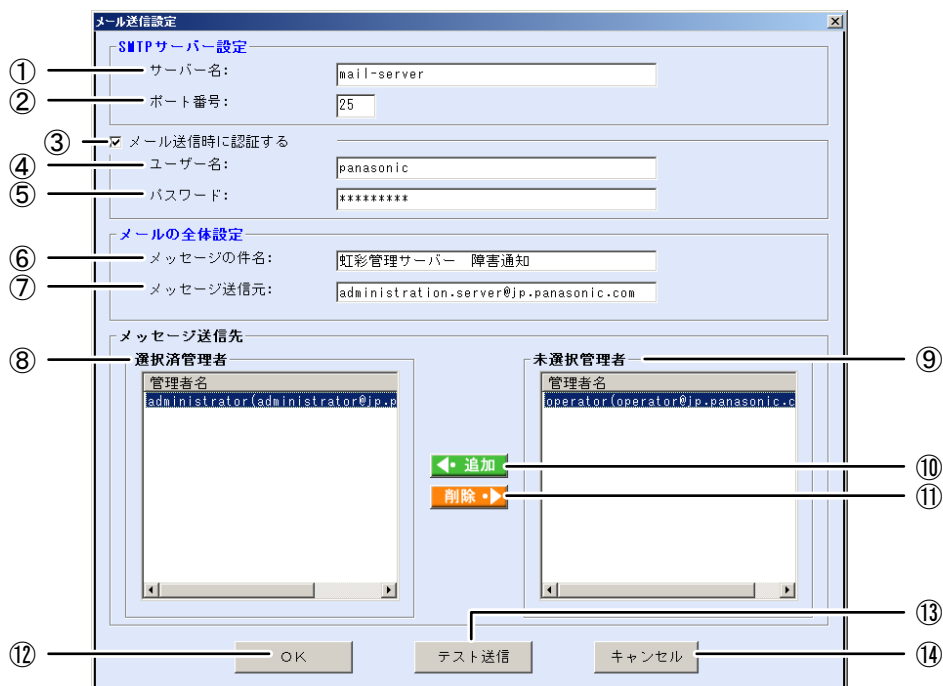 メール送信設定
SMTPサーバー設定
① サーバー名: mail-server
② ポート番号: 25
③ メール送信時に認証する
④ ユーザー名: panasonic
⑤ パスワード: *********
メールの全体設定
⑥ メッセージの件名: 虹彩管理サーバー 障害通知
⑦ メッセージ送信元: administration.server@jp.panasonic.com
メッセージ送信先
⑧ 選択済管理者
未選択管理者 ⑨
管理者名
administrator(administrator@jp.p
管理者名
operator(operator@jp.panasonic.c
追加 ⑩
削除 ⑪
⑬
⑫ OK
テスト送信
キャンセル ⑭